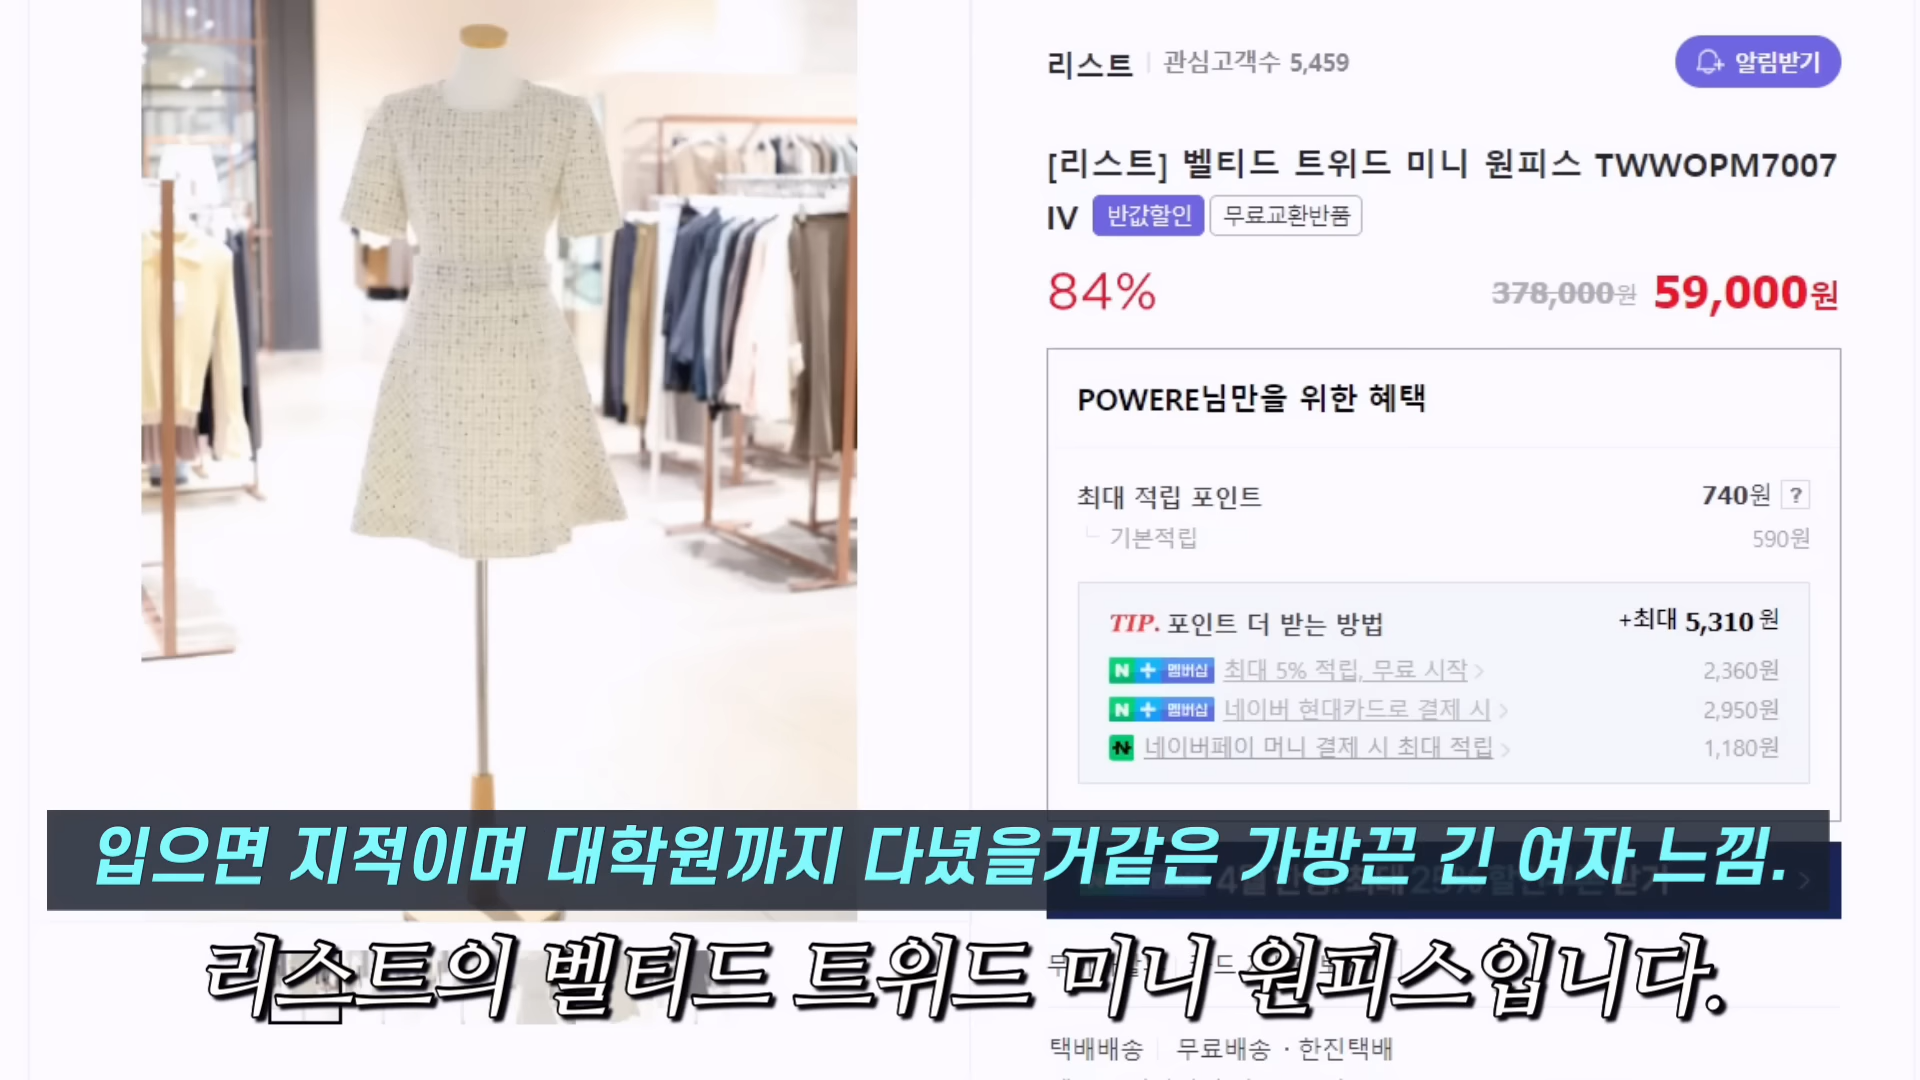 리스트 관심고객수 5,459 알림받기
[리스트] 벨티드 트위드 미니 원피스 TWWOPM7007
IV 반값할인 무료교환반품
84% 378,000원 59,000원
POWERE님만을 위한 혜택
최대 적립 포인트 740원 ?
기본적립 590원
TIP. 포인트 더 받는 방법 +최대 5,310원
N + 멤버십 최대 5% 적립, 무료 시작 2,360원
N + 멤버십 네이버 현대카드로 결제 시 2,950원
N 네이버페이 머니 결제 시 최대 적립 1,180원
입으면 지적이며 대학원까지 다녔을거같은 가방끈 긴 여자 느낌.
리스트의 벨티드 트위드 미니 원피스입니다.
택배배송 무료배송 · 한진택배